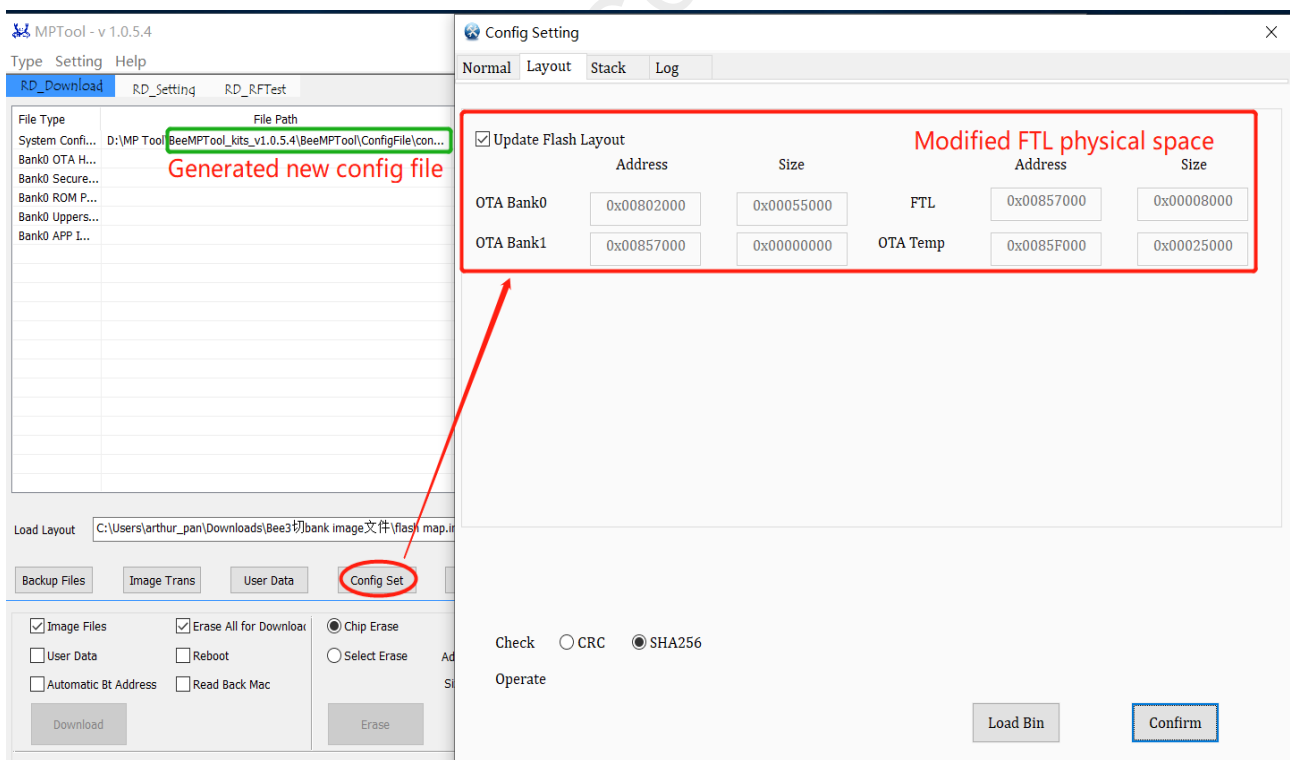 MPTool - v 1.0.5.4
Type Setting Help
RD_Download RD_Setting RD_RFTest
File Type File Path
System Confi... D:\MP Tool\BeeMPTool_kits_v1.0.5.4\BeeMPTool\ConfigFile\con...
Bank0 OTA H...
Generated new config file
Bank0 Secure...
Bank0 ROM P...
Bank0 Uppers...
Bank0 APP I...
Load Layout C:\Users\arthur_pan\Downloads\Bee3切bank image文件\flash map.in
Backup Files Image Trans User Data Config Set
Image Files Erase All for Downloac Chip Erase
User Data Reboot Select Erase Ad
Automatic Bt Address Read Back Mac Si
Download Erase
Config Setting
Normal Layout Stack Log
Update Flash Layout Modified FTL physical space
Address Size Address Size
OTA Bank0 0x00802000 0x00055000 FTL 0x00857000 0x00008000
OTA Bank1 0x00857000 0x00000000 OTA Temp 0x0085F000 0x00025000
Check CRC SHA256
Operate
Load Bin Confirm